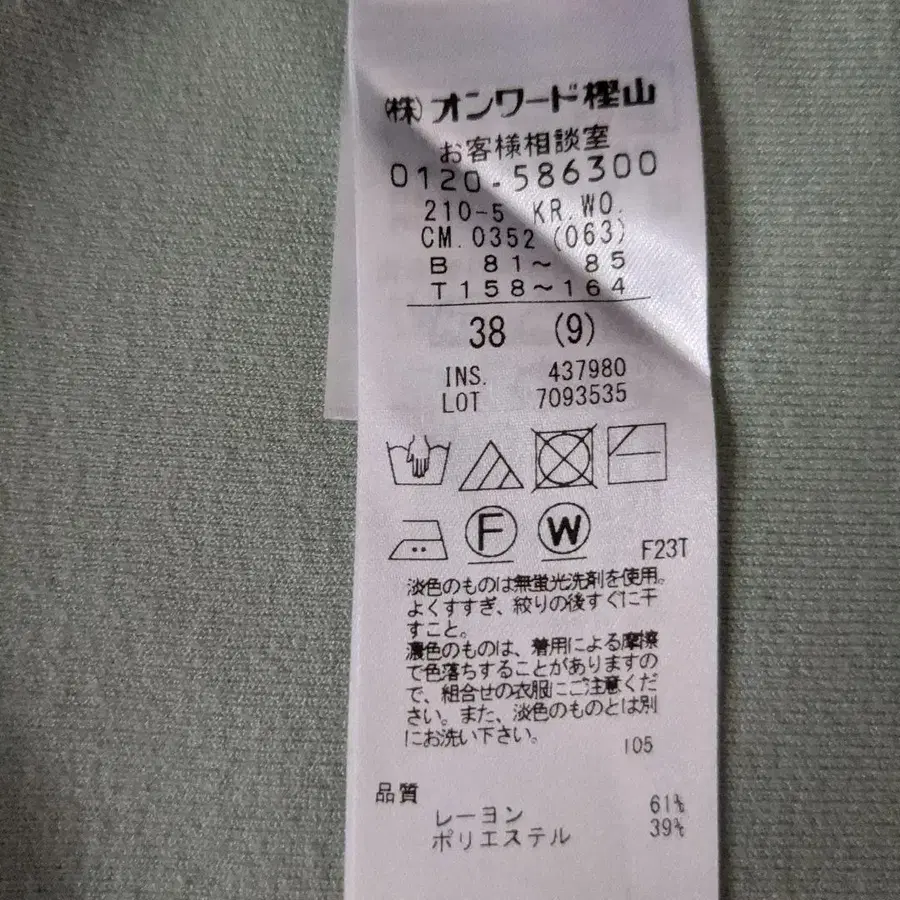 (株)オンワード樫山
お客様相談室
0120-586300
210-5 KR.WO.
CM.0352 (063)
B 81〜 85
T158〜164
38 (9)
INS. 437980
LOT 7093535
F W F23T
淡色のものは無蛍光洗剤を使用。
よくすすぎ、絞りの後すぐに干
すこと。
濃色のものは、着用による摩擦
で色落ちすることがありますの
で、組合せの衣服にご注意くだ
さい。また、淡色のものとは別
にお洗い下さい。
105
品質
レーヨン 61%
ポリエステル 39%